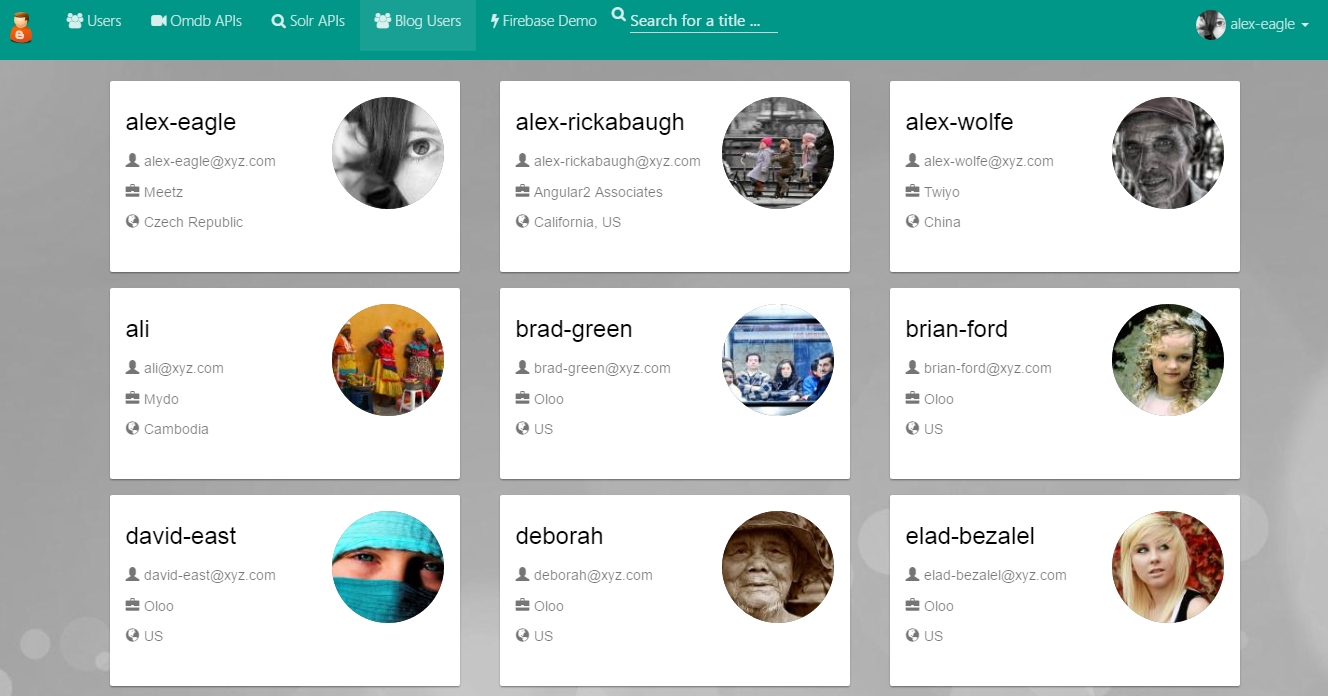 Users Omdb APIs Solr APIs Blog Users Firebase Demo Search for a title ... alex-eagle
alex-eagle
alex-eagle@xyz.com
Meetz
Czech Republic
alex-rickabaugh
alex-rickabaugh@xyz.com
Angular2 Associates
California, US
alex-wolfe
alex-wolfe@xyz.com
Twiyo
China
ali
ali@xyz.com
Mydo
Cambodia
brad-green
brad-green@xyz.com
Oloo
US
brian-ford
brian-ford@xyz.com
Oloo
US
david-east
david-east@xyz.com
Oloo
US
deborah
deborah@xyz.com
Oloo
US
elad-bezalel
elad-bezalel@xyz.com
Oloo
US